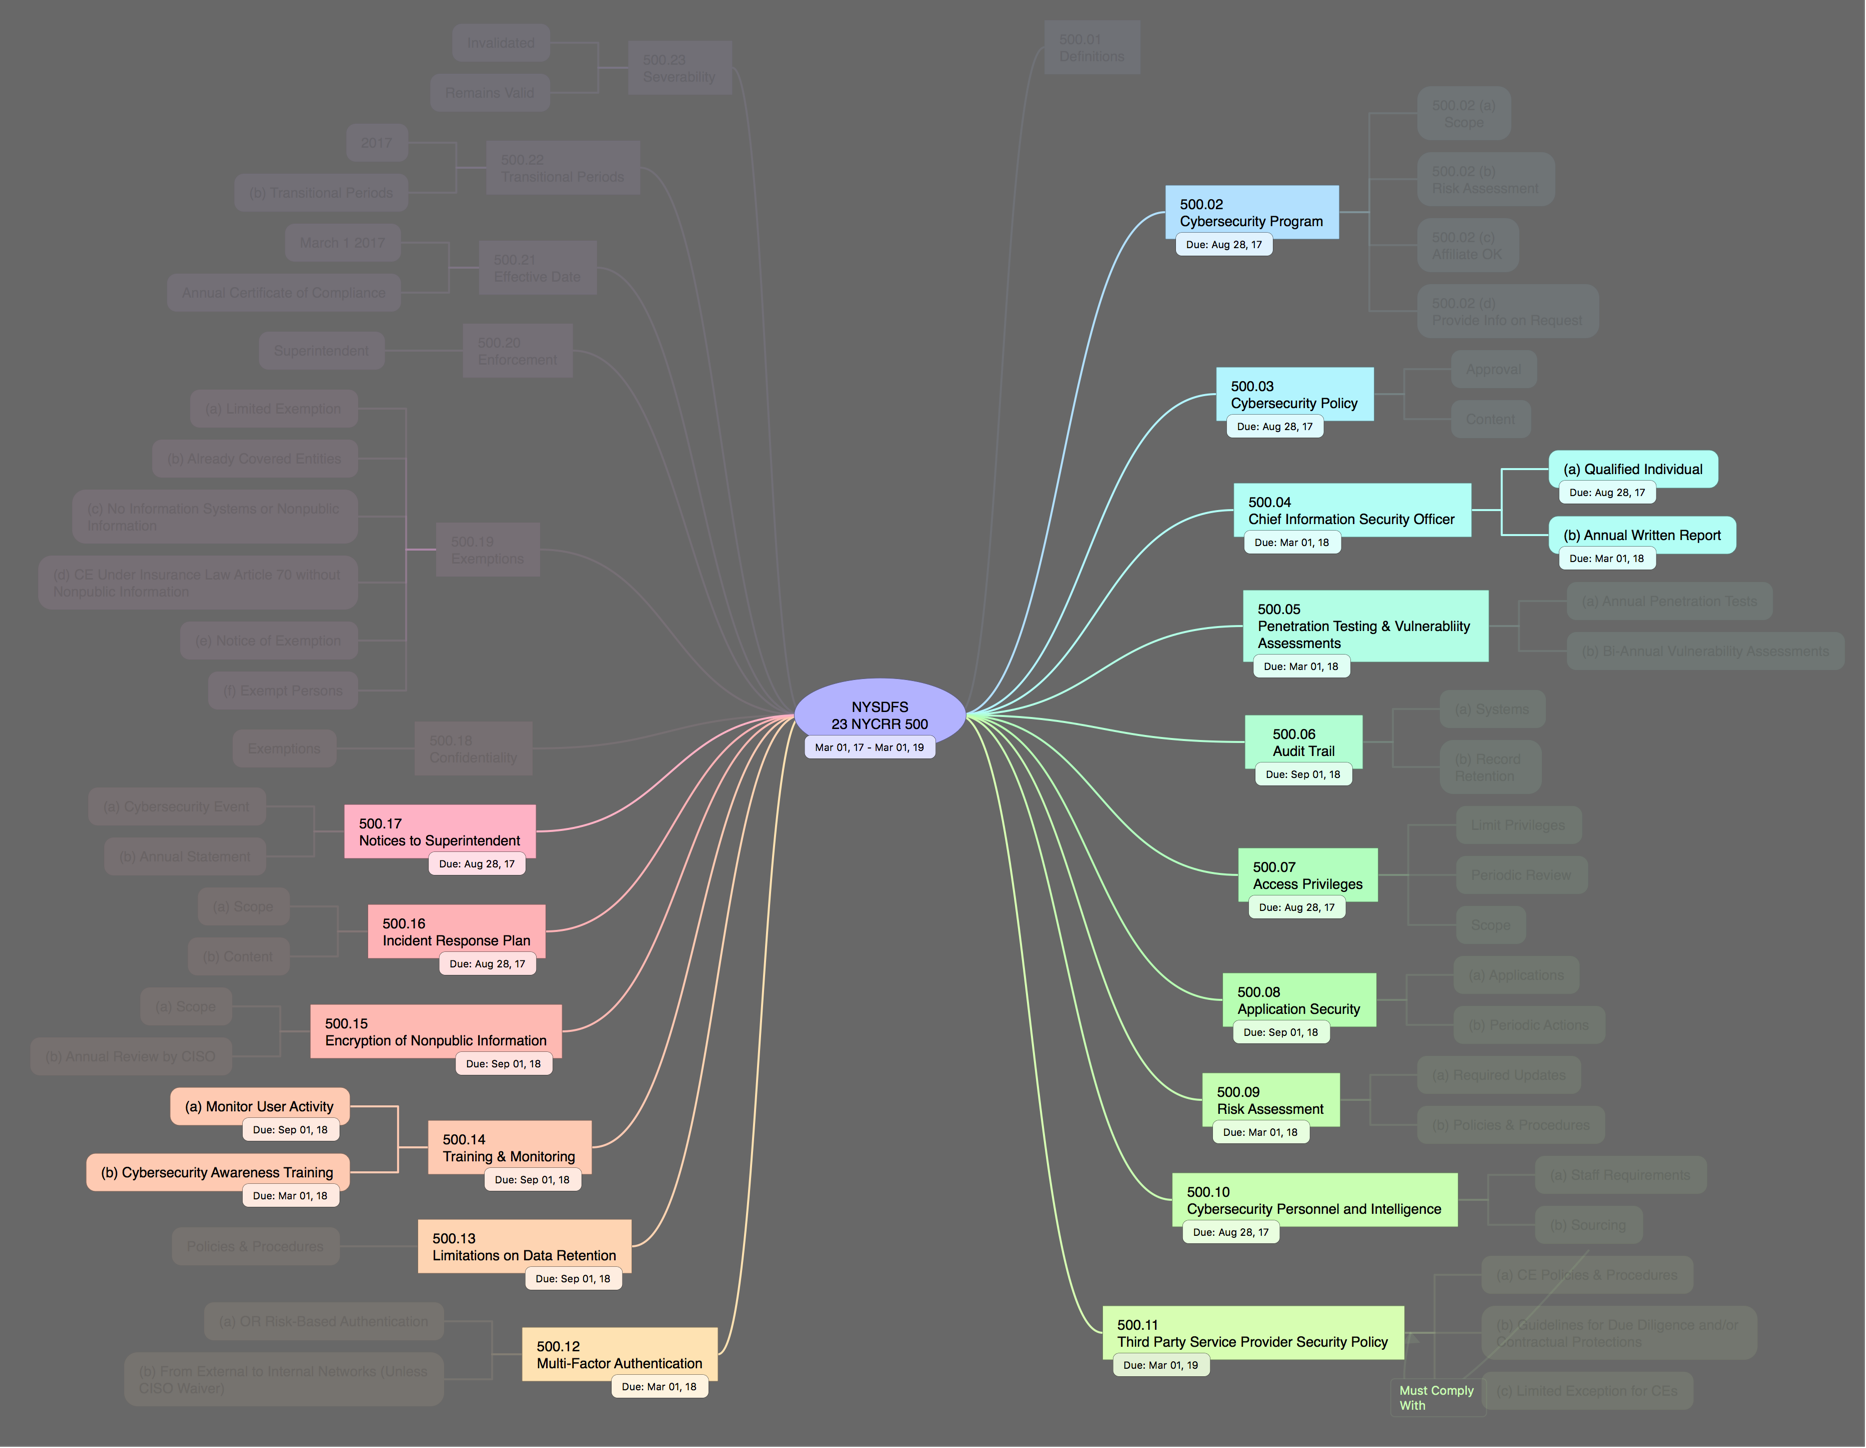 Invalidated
Remains Valid
500.23
Severability
2017
(b) Transitional Periods
500.22
Transitional Periods
March 1 2017
Annual Certificate of Compliance
500.21
Effective Date
Superintendent
500.20
Enforcement
(a) Limited Exemption
(b) Already Covered Entities
(c) No Information Systems or Nonpublic
Information
(d) CE Under Insurance Law Article 70 without
Nonpublic Information
(e) Notice of Exemption
(f) Exempt Persons
500.19
Exemptions
Exemptions
500.18
Confidentiality
(a) Cybersecurity Event
(b) Annual Statement
500.17
Notices to Superintendent
Due: Aug 28, 17
(a) Scope
(b) Content
500.16
Incident Response Plan
Due: Aug 28, 17
(a) Scope
(b) Annual Review by CISO
500.15
Encryption of Nonpublic Information
Due: Sep 01, 18
(a) Monitor User Activity
Due: Sep 01, 18
(b) Cybersecurity Awareness Training
Due: Mar 01, 18
500.14
Training & Monitoring
Due: Sep 01, 18
Policies & Procedures
500.13
Limitations on Data Retention
Due: Sep 01, 18
(a) OR Risk-Based Authentication
(b) From External to Internal Networks (Unless
CISO Waiver)
500.12
Multi-Factor Authentication
Due: Mar 01, 18
NYSDFS
23 NYCRR 500
Mar 01, 17 - Mar 01, 19
500.01
Definitions
500.02
Cybersecurity Program
Due: Aug 28, 17
500.02 (a)
Scope
500.02 (b)
Risk Assessment
500.02 (c)
Affiliate OK
500.02 (d)
Provide Info on Request
500.03
Cybersecurity Policy
Due: Aug 28, 17
Approval
Content
500.04
Chief Information Security Officer
Due: Mar 01, 18
(a) Qualified Individual
Due: Aug 28, 17
(b) Annual Written Report
Due: Mar 01, 18
500.05
Penetration Testing & Vulnerabliity
Assessments
Due: Mar 01, 18
(a) Annual Penetration Tests
(b) Bi-Annual Vulnerability Assessments
500.06
Audit Trail
Due: Sep 01, 18
(a) Systems
(b) Record
Retention
500.07
Access Privileges
Due: Aug 28, 17
Limit Privileges
Periodic Review
Scope
500.08
Application Security
Due: Sep 01, 18
(a) Applications
(b) Periodic Actions
500.09
Risk Assessment
Due: Mar 01, 18
(a) Required Updates
(b) Policies & Procedures
500.10
Cybersecurity Personnel and Intelligence
Due: Aug 28, 17
(a) Staff Requirements
(b) Sourcing
500.11
Third Party Service Provider Security Policy
Due: Mar 01, 19
(a) CE Policies & Procedures
(b) Guidelines for Due Diligence and/or
Contractual Protections
(c) Limited Exception for CEs
Must Comply
With